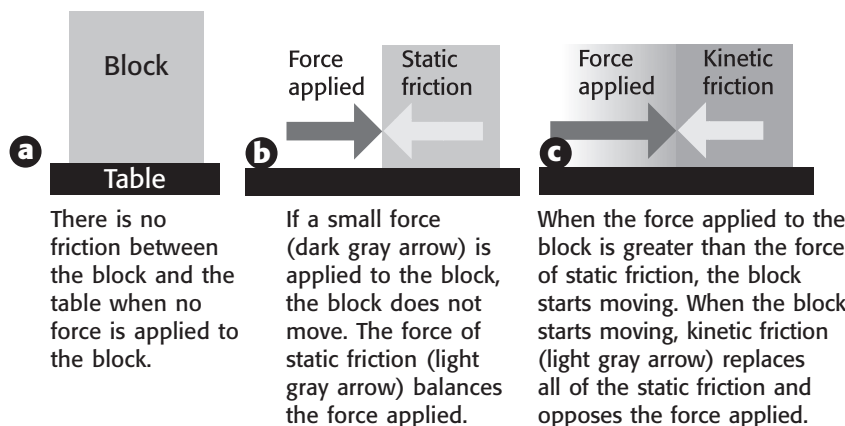 Block
a
Table
There is no
friction between
the block and the
table when no
force is applied to
the block.
Force
applied
Static
friction
b
If a small force
(dark gray arrow) is
applied to the block,
the block does not
move. The force of
static friction (light
gray arrow) balances
the force applied.
Force
applied
Kinetic
friction
c
When the force applied to the
block is greater than the force
of static friction, the block
starts moving. When the block
starts moving, kinetic friction
(light gray arrow) replaces
all of the static friction and
opposes the force applied.